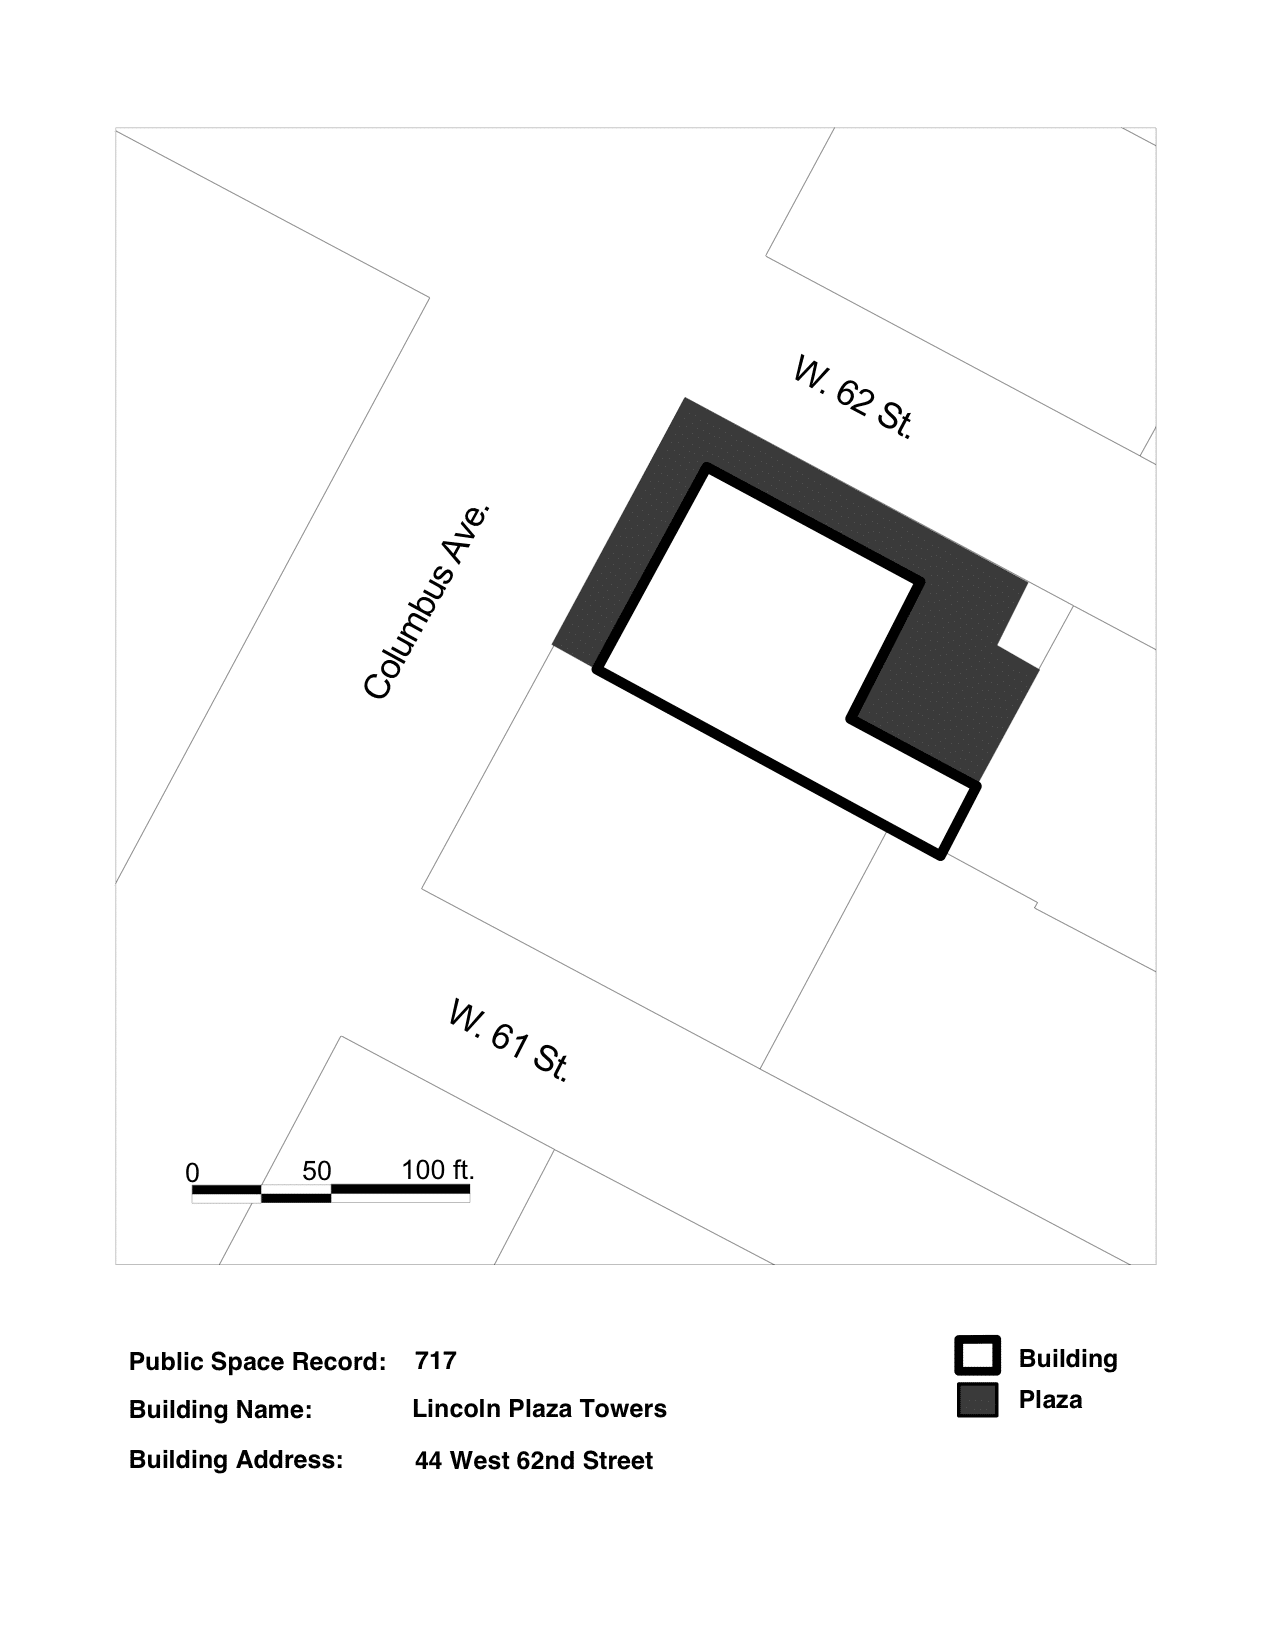 W. 62 St.
Columbus Ave.
W. 61 St.
0 50 100 ft.
Public Space Record: 717
Building Name: Lincoln Plaza Towers
Building Address: 44 West 62nd Street
Building
Plaza